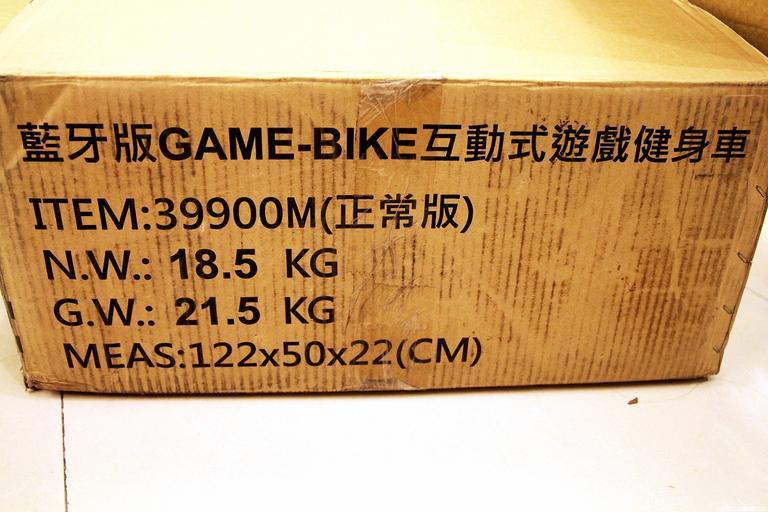 藍牙版GAME-BIKE互動式遊戲健身車
ITEM:39900M(正常版)
N.W.: 18.5 KG
G.W.: 21.5 KG
MEAS:122x50x22(CM)